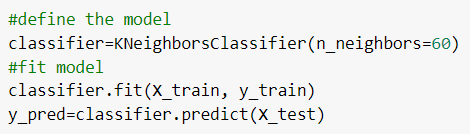 #define the model
classifier=KNeighborsClassifier(n_neighbors=60)
#fit model
classifier.fit(X_train, y_train)
y_pred=classifier.predict(X_test)